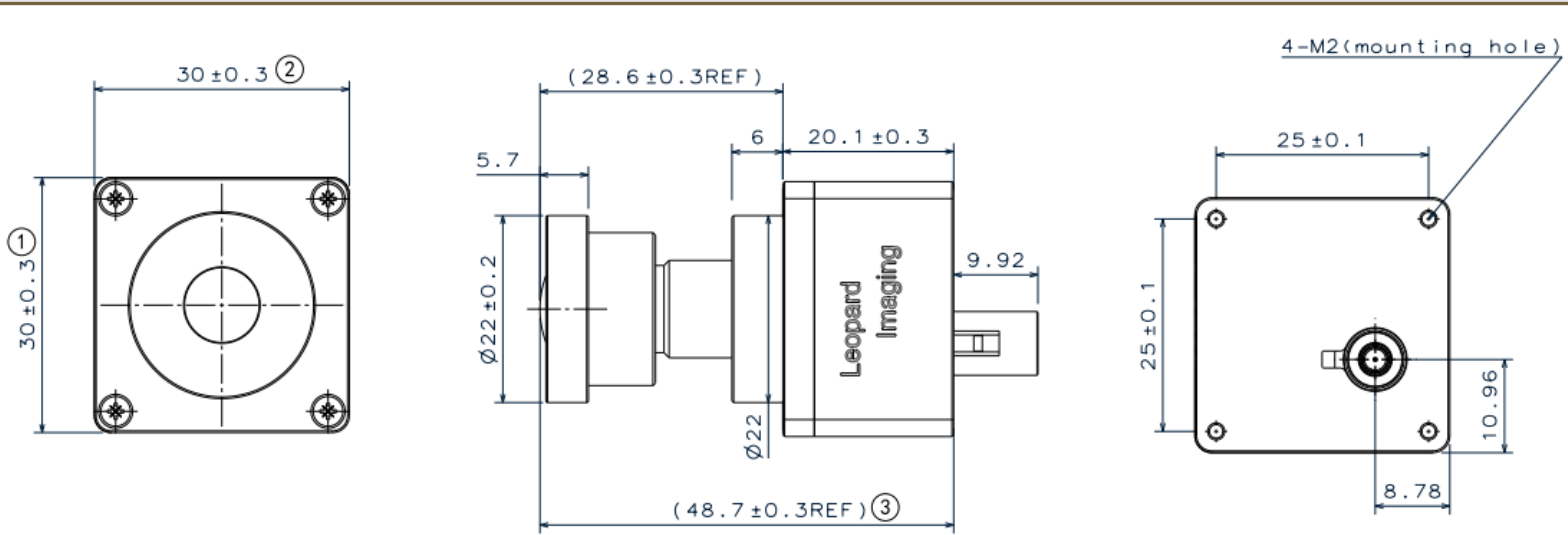 30±0.3 ②
30±0.3 ①
(28.6±0.3REF)
6
20.1±0.3
5.7
Ø22±0.2
Ø22
Leopard
Imaging
9.92
(48.7±0.3REF) ③
4-M2(mounting hole)
25±0.1
25±0.1
10.96
8.78